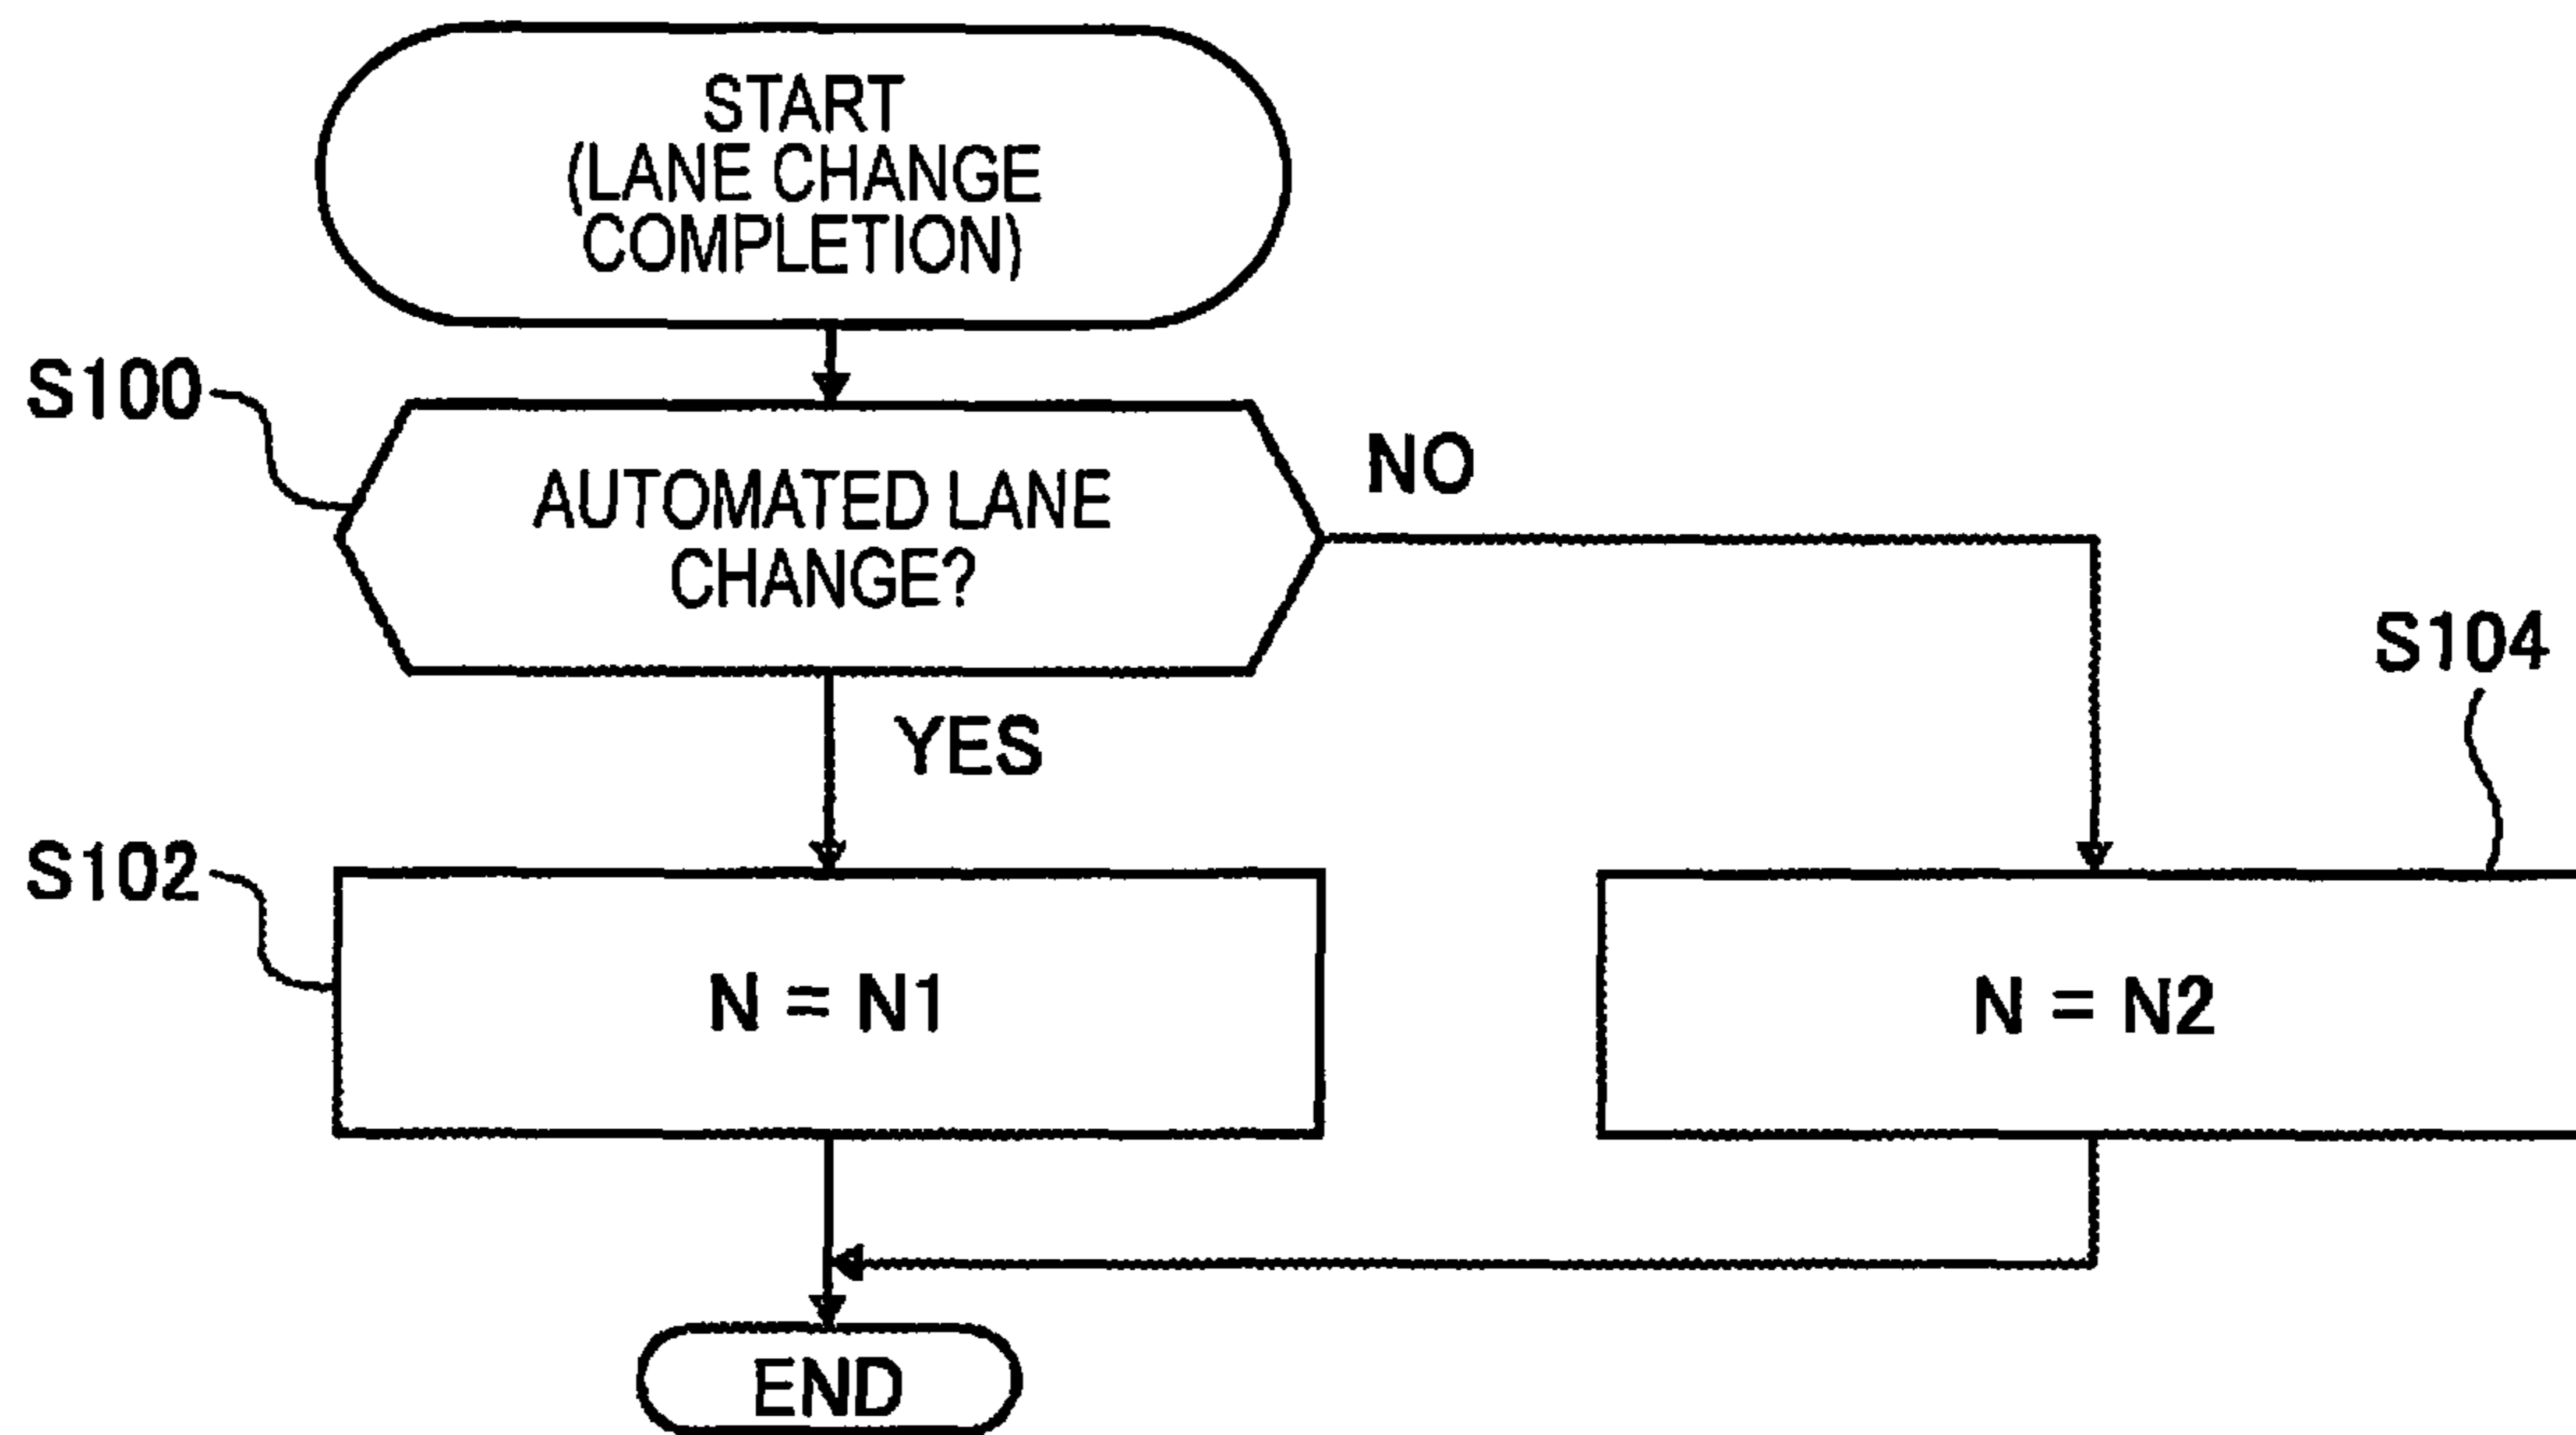 START
(LANE CHANGE
COMPLETION)
S100
AUTOMATED LANE
CHANGE?
NO
YES
S104
S102
N = N1
N = N2
END